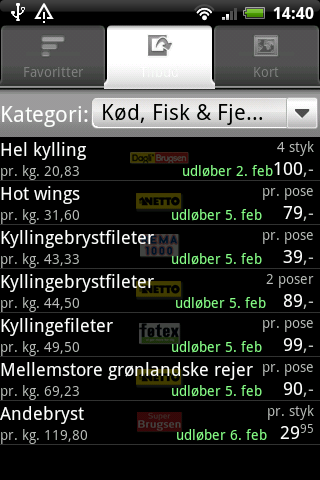 14:40
Favoritter
Tilbud
Kort
Kategori: Kød, Fisk & Fje...
Hel kylling
4 styk
pr. kg. 20,83
Dagli'Brugsen
udløber 2. feb
100,-
Hot wings
pr. pose
pr. kg. 31,60
NETTO
udløber 5. feb
79,-
Kyllingebrystfileter
pr. pose
pr. kg. 43,33
REMA 1000
udløber 5. feb
39,-
Kyllingebrystfileter
2 poser
pr. kg. 44,50
NETTO
udløber 5. feb
89,-
Kyllingefileter
pr. pose
pr. kg. 49,50
føtex
udløber 5. feb
99,-
Mellemstore grønlandske rejer
pr. pose
pr. kg. 69,23
NETTO
udløber 5. feb
90,-
Andebryst
pr. styk
pr. kg. 119,80
Super Brugsen
udløber 6. feb
29 95